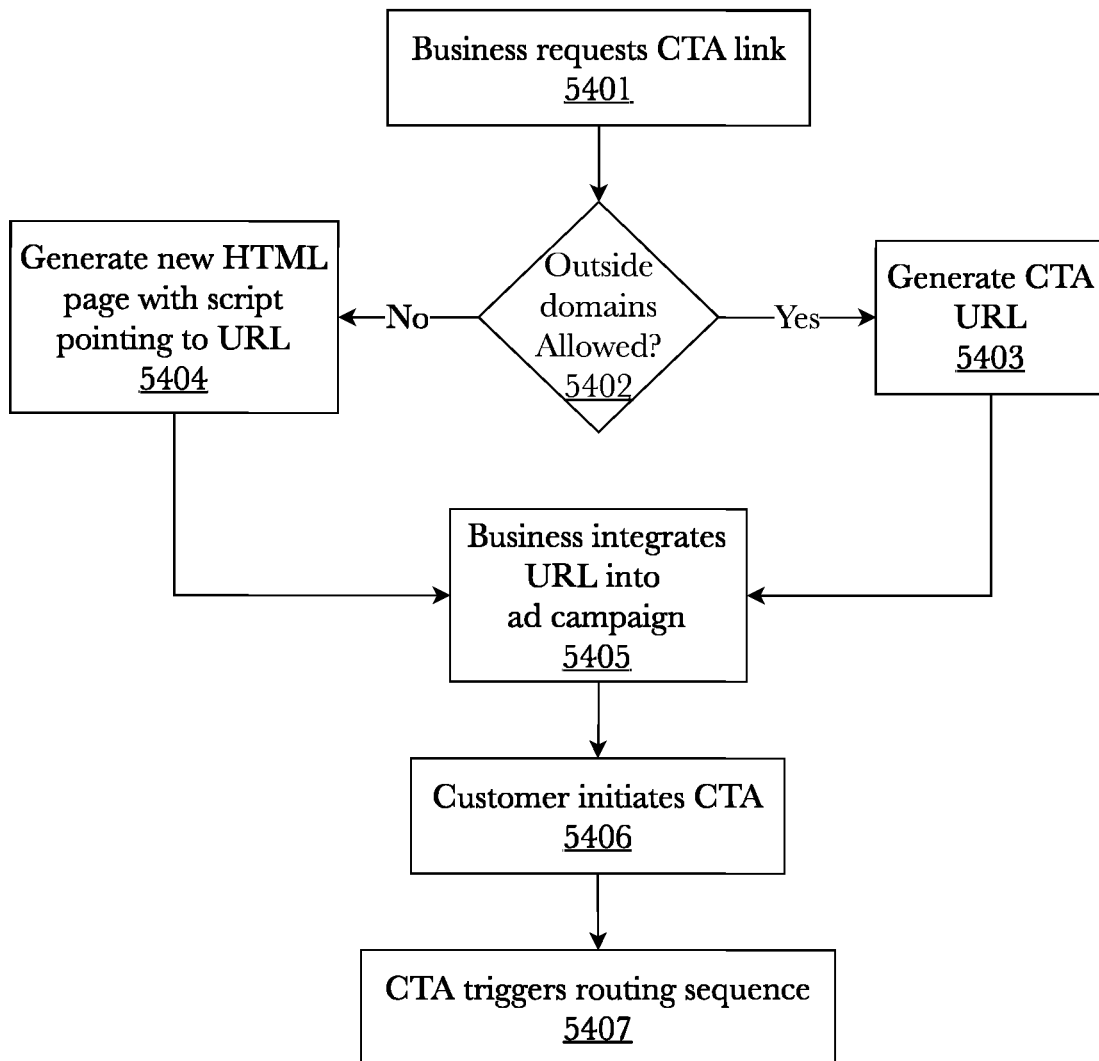 Business requests CTA link
5401
Outside
domains
Allowed?
5402
No
Yes
Generate new HTML
page with script
pointing to URL
5404
Generate CTA
URL
5403
Business integrates
URL into
ad campaign
5405
Customer initiates CTA
5406
CTA triggers routing sequence
5407